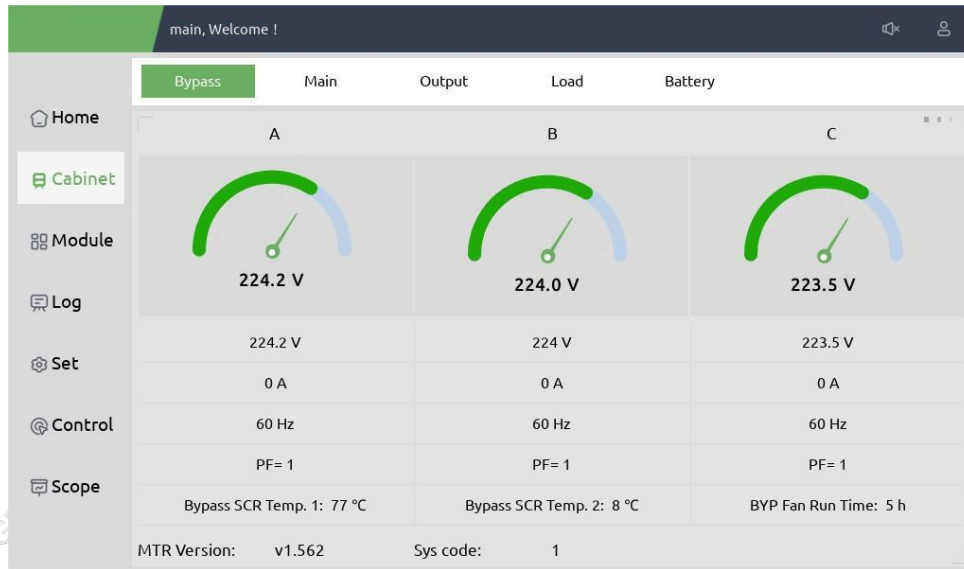 main, Welcome !
Bypass Main Output Load Battery
Home
Cabinet
Module
Log
Set
Control
Scope
A B C
224.2 V 224.0 V 223.5 V
224.2 V 224 V 223.5 V
0 A 0 A 0 A
60 Hz 60 Hz 60 Hz
PF= 1 PF= 1 PF= 1
Bypass SCR Temp. 1: 77 ℃ Bypass SCR Temp. 2: 8 ℃ BYP Fan Run Time: 5 h
MTR Version: v1.562 Sys code: 1